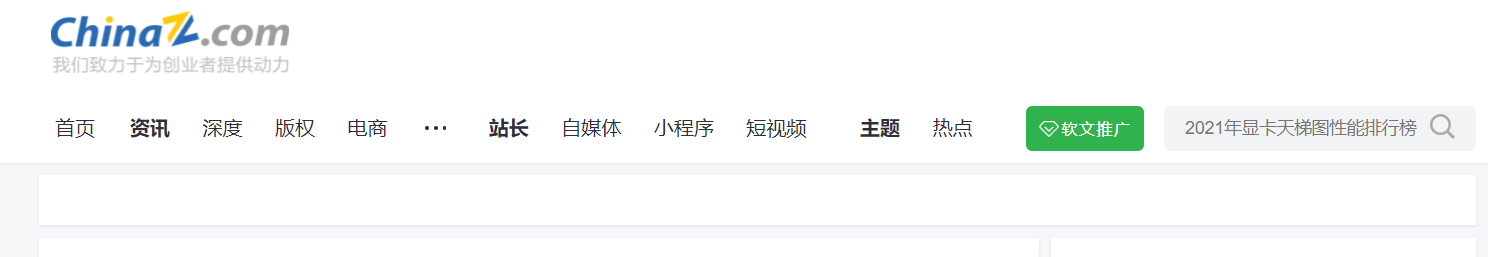 ChinaZ.com
我们致力于为创业者提供动力
首页 资讯 深度 版权 电商 ··· 站长 自媒体 小程序 短视频 主题 热点 软文推广 2021年显卡天梯图性能排行榜